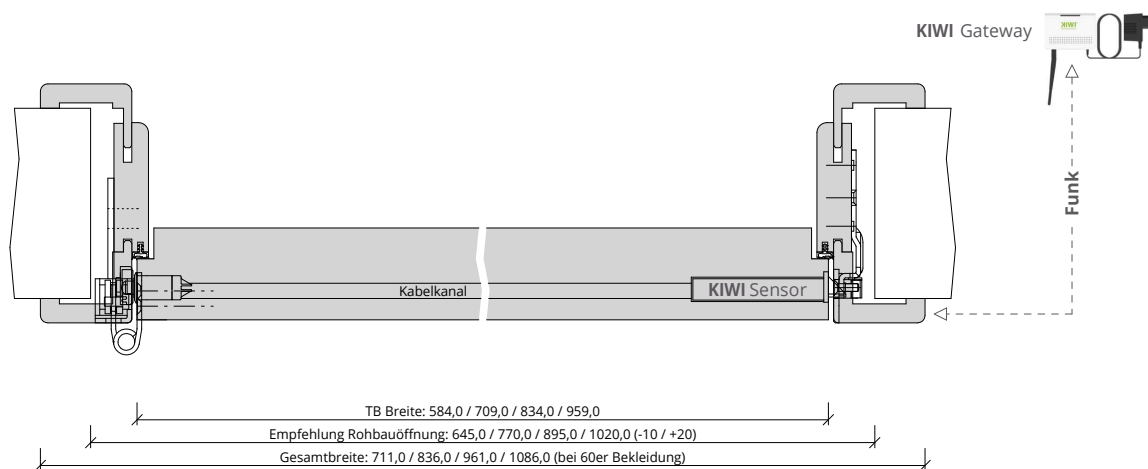 KIWI Gateway
KIWI
Funk
Kabelkanal
KIWI Sensor
TB Breite: 584,0 / 709,0 / 834,0 / 959,0
Empfehlung Rohbauöffnung: 645,0 / 770,0 / 895,0 / 1020,0 (-10 / +20)
Gesamtbreite: 711,0 / 836,0 / 961,0 / 1086,0 (bei 60er Bekleidung)